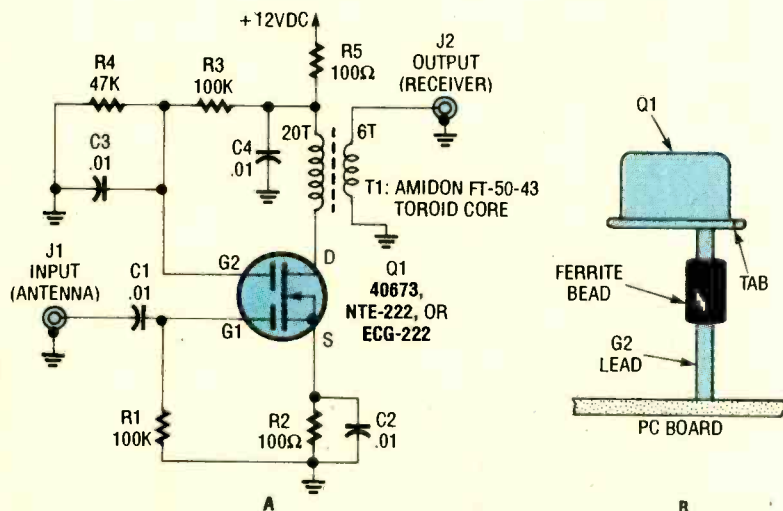 +12VDC
R4
47K
R3
100K
R5
100Ω
J2
OUTPUT
(RECEIVER)
C3
.01
C4
.01
20T
6T
T1: AMIDON FT-50-43
TOROID CORE
J1
INPUT
(ANTENNA)
C1
.01
G2
G1
D
S
Q1
40673,
NTE-222, OR
ECG-222
R1
100K
R2
100Ω
C2
.01
A
Q1
TAB
FERRITE
BEAD
G2
LEAD
PC BOARD
B